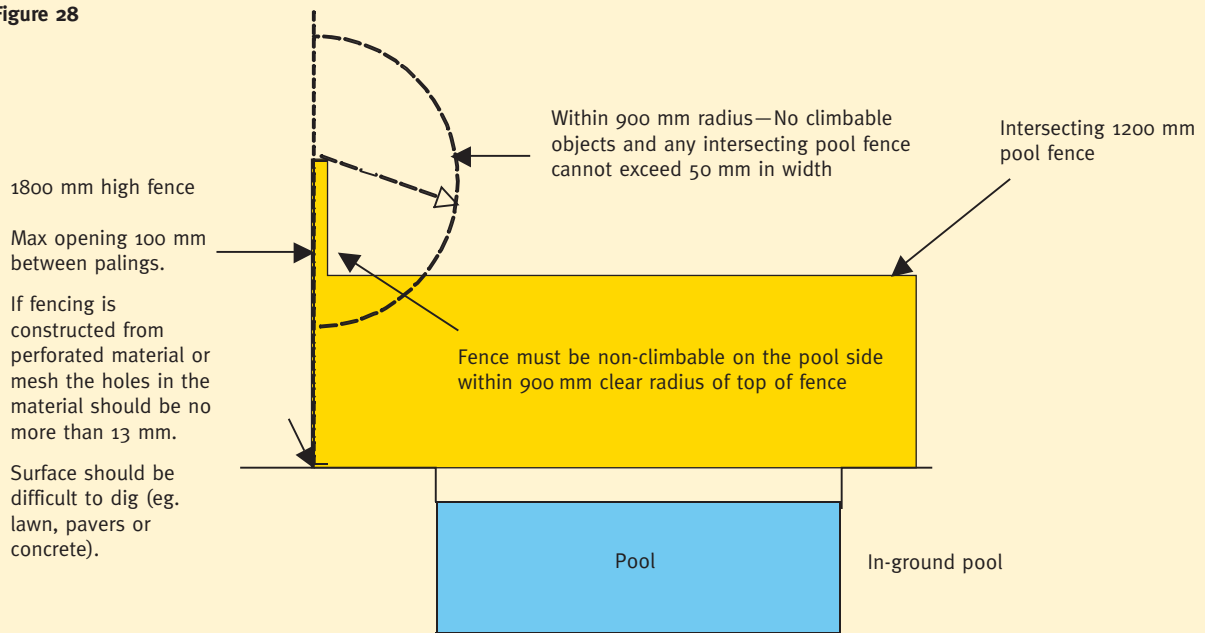 Figure 28
Within 900 mm radius—No climbable
objects and any intersecting pool fence
cannot exceed 50 mm in width
Intersecting 1200 mm
pool fence
1800 mm high fence
Max opening 100 mm
between palings.
If fencing is
constructed from
perforated material or
mesh the holes in the
material should be no
more than 13 mm.
Surface should be
difficult to dig (eg.
lawn, pavers or
concrete).
Fence must be non-climbable on the pool side
within 900 mm clear radius of top of fence
Pool
In-ground pool